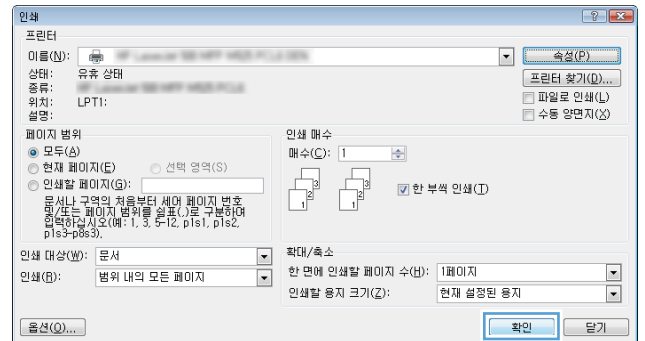 인쇄
프린터
이름(N):
속성(P)
상태: 유휴 상태
프린터 찾기(D)...
종류:
파일로 인쇄(L)
위치: LPT1:
수동 양면지(X)
설명:
페이지 범위
인쇄 매수
모두(A)
매수(C): 1
현재 페이지(E) 선택 영역(S)
인쇄할 페이지(G):
한 부씩 인쇄(T)
3 2 1 3 2 1
문서나 구역의 처음부터 세어 페이지 번호
및/또는 페이지 범위를 쉼표(,)로 구분하여
입력하십시오(예: 1, 3, 5-12, p1s1, p1s2,
p1s3-p8s3).
인쇄 대상(W): 문서
확대/축소
인쇄(R): 범위 내의 모든 페이지
한 면에 인쇄할 페이지 수(H): 1페이지
인쇄할 용지 크기(Z): 현재 설정된 용지
옵션(O)...
확인
닫기